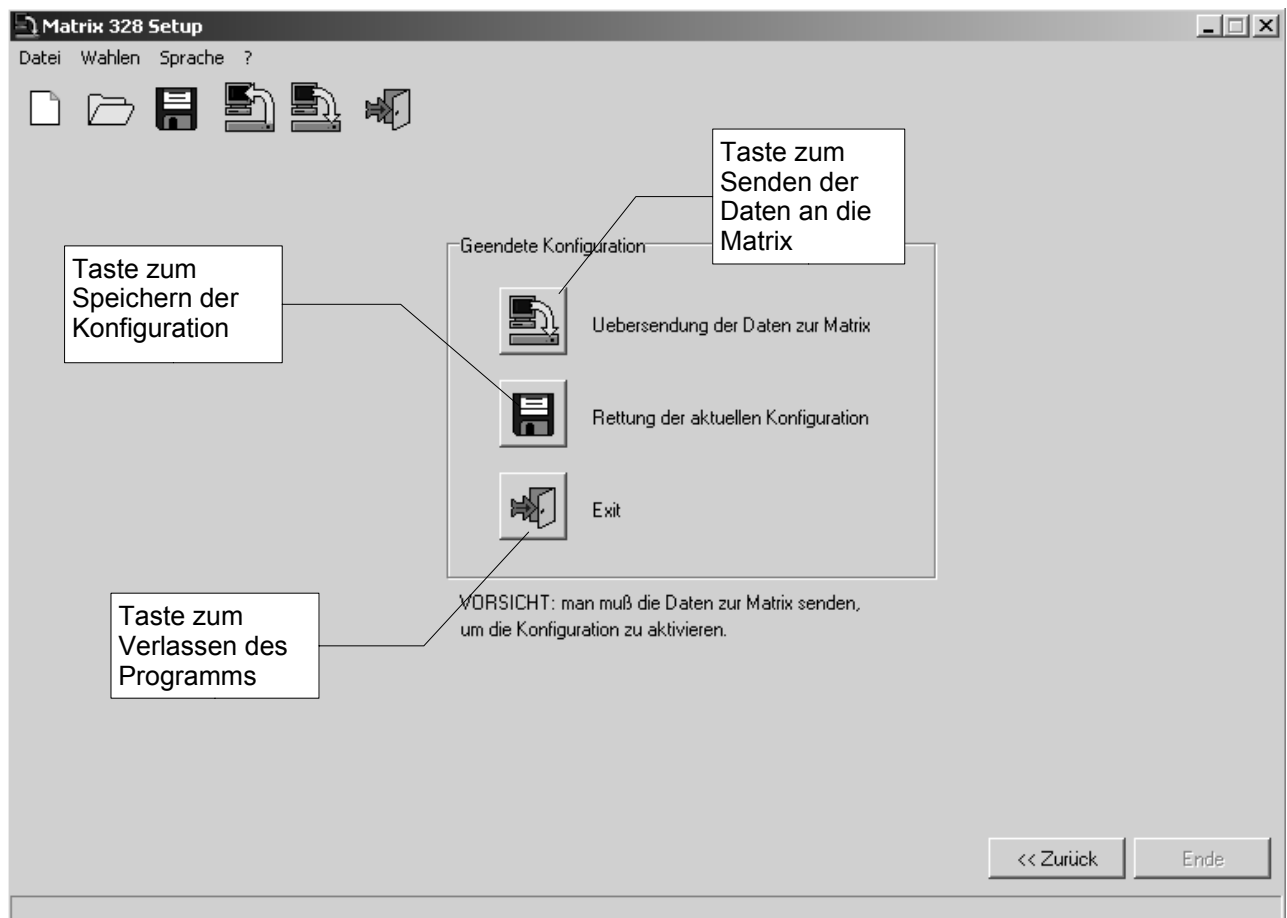 Matrix 328 Setup
Datei Wahlen Sprache ?
Taste zum
Senden der
Daten an die
Matrix
Geendete Konfiguration
Taste zum
Speichern der
Konfiguration
Uebersendung der Daten zur Matrix
Rettung der aktuellen Konfiguration
Exit
VORSICHT: man muß die Daten zur Matrix senden,
um die Konfiguration zu aktivieren.
Taste zum
Verlassen des
Programms
<< Zurück
Ende